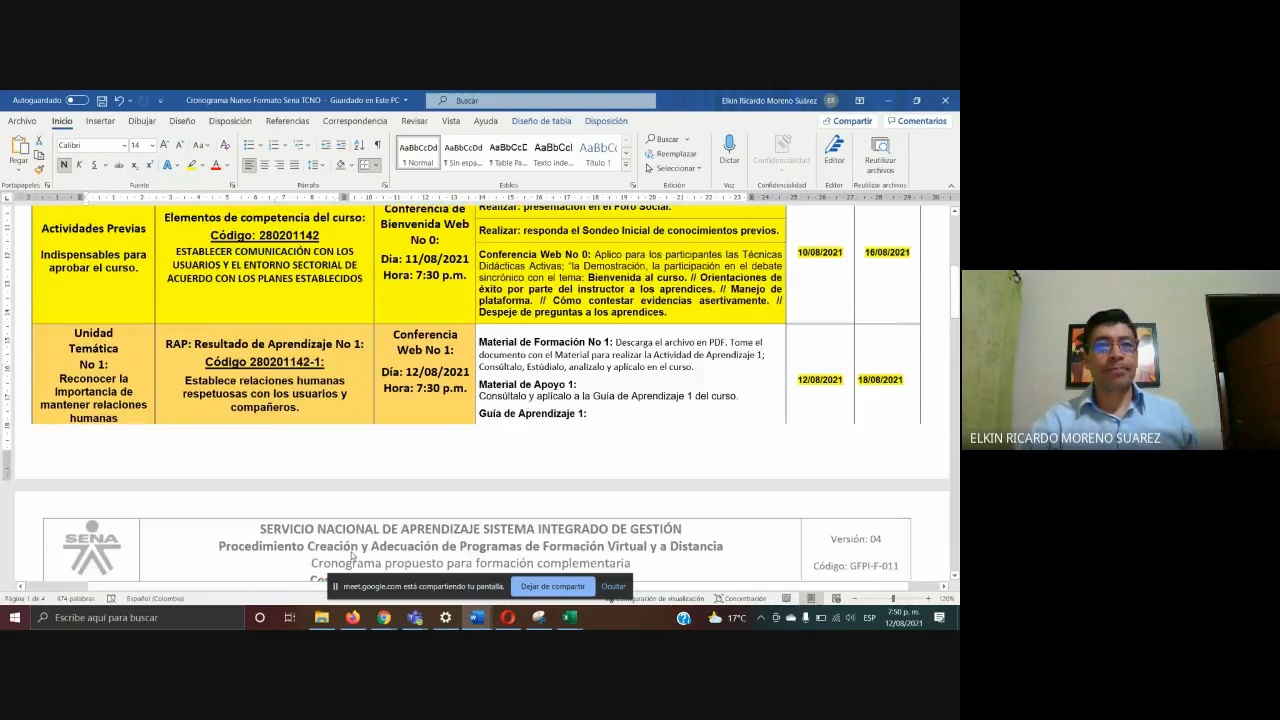 Autoguardado
Cronograma Nuevo Formato Sena TCNO - Guardado en Este PC
Buscar
Elkin Ricardo Moreno Suárez
ER
Archivo Inicio Insertar Dibujar Diseño Disposición Referencias Correspondencia Revisar Vista Ayuda Diseño de tabla Disposición
Compartir
Comentarios
Pegar
Calibri
14
N K S
AaBbCcDd AaBbCcDd AaBbCcD AaBbCcI AaBbC(
¶ Normal ¶ Sin espa... ¶ Table Pa... Texto inde... Título 1
Buscar
Reemplazar
Seleccionar
Dictar
Confidencialidad
Editor
Reutilizar archivos
Portapapeles Fuente Párrafo Estilos Edición Voz Confidencialidad Editor Reutilizar archivos
Actividades Previas
Indispensables para
aprobar el curso.
Elementos de competencia del curso:
Código: 280201142
ESTABLECER COMUNICACIÓN CON LOS
USUARIOS Y EL ENTORNO SECTORIAL DE
ACUERDO CON LOS PLANES ESTABLECIDOS
Conferencia de
Bienvenida Web
No 0:
Dia: 11/08/2021
Hora: 7:30 p.m.
Realizar: presentación en el Foro Social.
Realizar: responda el Sondeo Inicial de conocimientos previos.
Conferencia Web No 0: Aplico para los participantes las Técnicas
Didácticas Activas; "la Demostración, la participación en el debate
sincrónico con el tema: Bienvenida al curso. // Orientaciones de
éxito por parte del instructor a los aprendices. // Manejo de
plataforma. // Cómo contestar evidencias asertivamente. //
Despeje de preguntas a los aprendices.
10/08/2021
16/08/2021
Unidad
Temática
No 1:
Reconocer la
importancia de
mantener relaciones
humanas
RAP: Resultado de Aprendizaje No 1:
Código 280201142-1:
Establece relaciones humanas
respetuosas con los usuarios y
compañeros.
Conferencia
Web No 1:
Día: 12/08/2021
Hora: 7:30 p.m.
Material de Formación No 1: Descarga el archivo en PDF. Tome el
documento con el Material para realizar la Actividad de Aprendizaje 1;
Consúltalo, Estúdialo, analízalo y aplícalo en el curso.
Material de Apoyo 1:
Consúltalo y aplícalo a la Guía de Aprendizaje 1 del curso.
Guía de Aprendizaje 1:
12/08/2021
18/08/2021
SENA
SERVICIO NACIONAL DE APRENDIZAJE SISTEMA INTEGRADO DE GESTIÓN
Procedimiento Creación y Adecuación de Programas de Formación Virtual y a Distancia
Cronograma propuesto para formación complementaria
Versión: 04
Código: GFPI-F-011
meet.google.com está compartiendo tu pantalla.
Dejar de compartir
Ocultar
Página 1 de 4 974 palabras Español (Colombia)
Configuración de visualización
Concentración
120%
Escribe aquí para buscar
17°C
ESP
7:50 p. m.
12/08/2021
ELKIN RICARDO MORENO SUAREZ